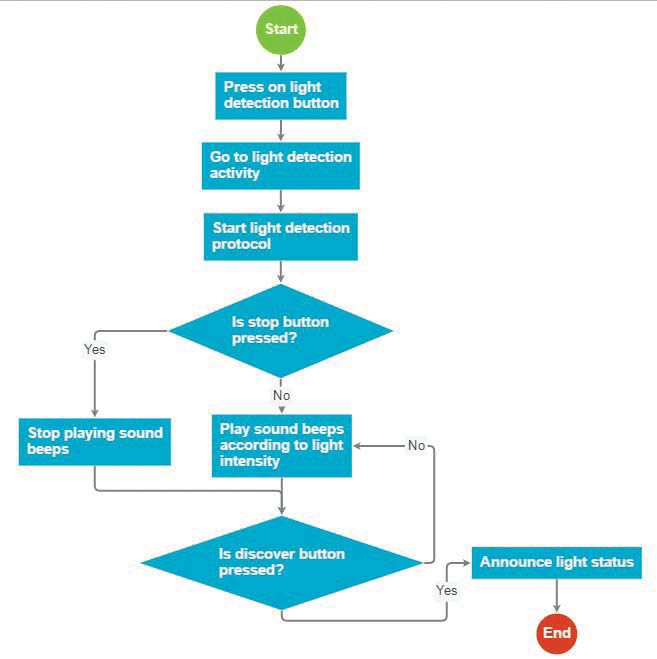 Start
Press on light
detection button
Go to light detection
activity
Start light detection
protocol
Is stop button
pressed?
Yes
No
Stop playing sound
beeps
Play sound beeps
according to light
intensity
No
Is discover button
pressed?
Yes
Announce light status
End